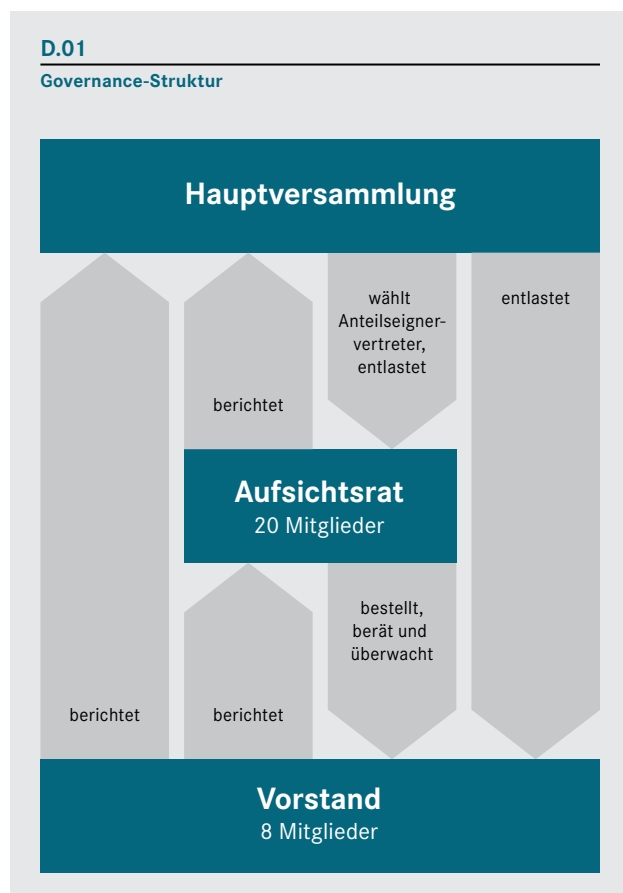 D.01
Governance-Struktur
Hauptversammlung
wählt
Anteilseigner-
vertreter,
entlastet
entlastet
berichtet
Aufsichtsrat
20 Mitglieder
bestellt,
berät und
überwacht
berichtet
berichtet
Vorstand
8 Mitglieder